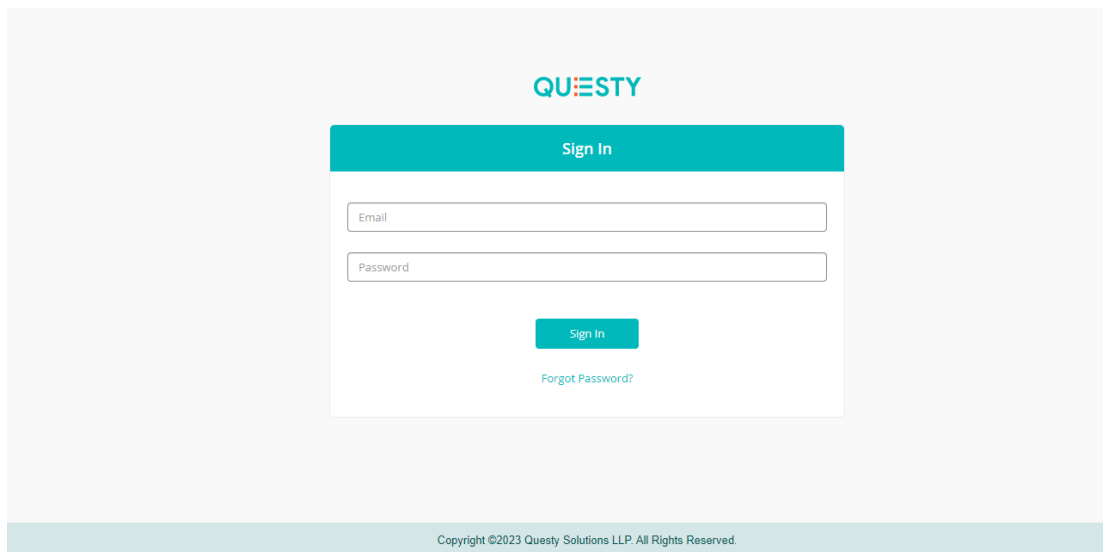 QUESTY
Sign In
Email
Password
Sign In
Forgot Password?
Copyright ©2023 Questy Solutions LLP. All Rights Reserved.